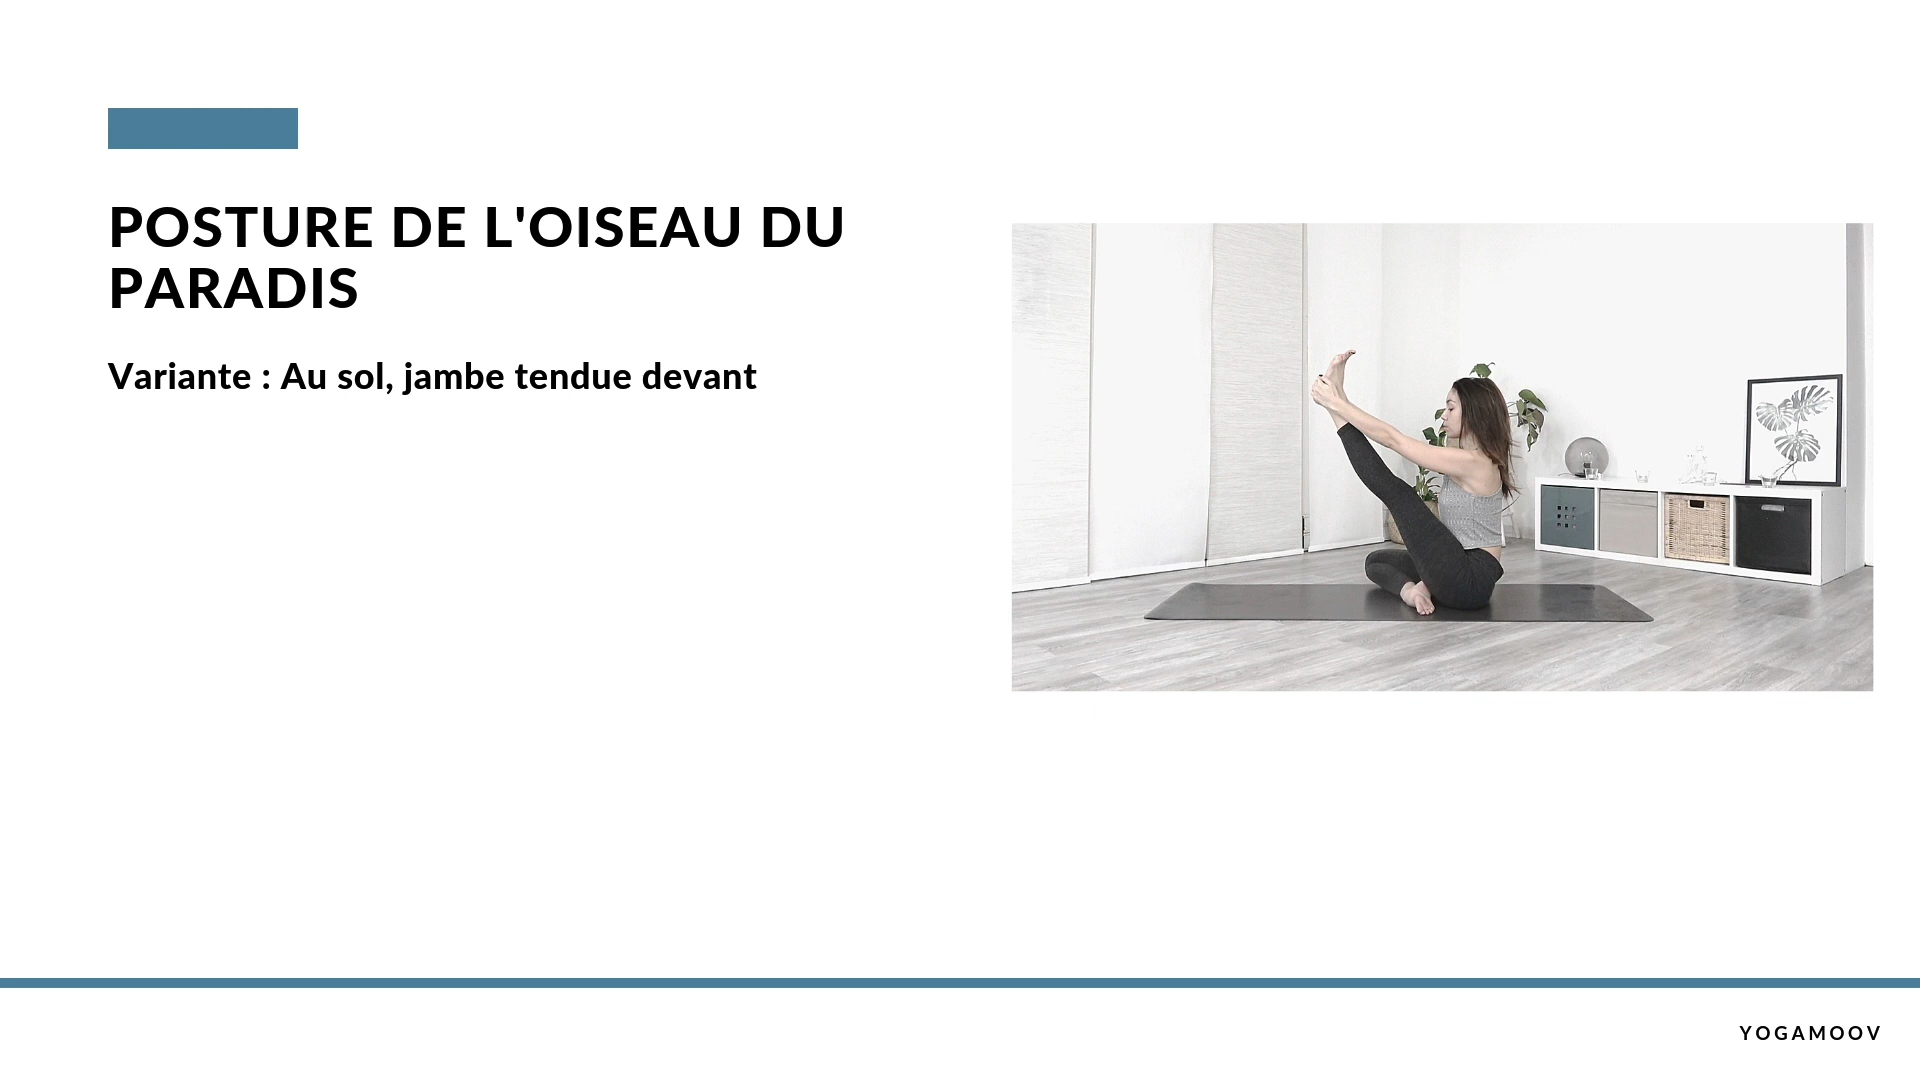 POSTURE DE L'OISEAU DU
PARADIS
Variante : Au sol, jambe tendue devant
YOGAMOOV